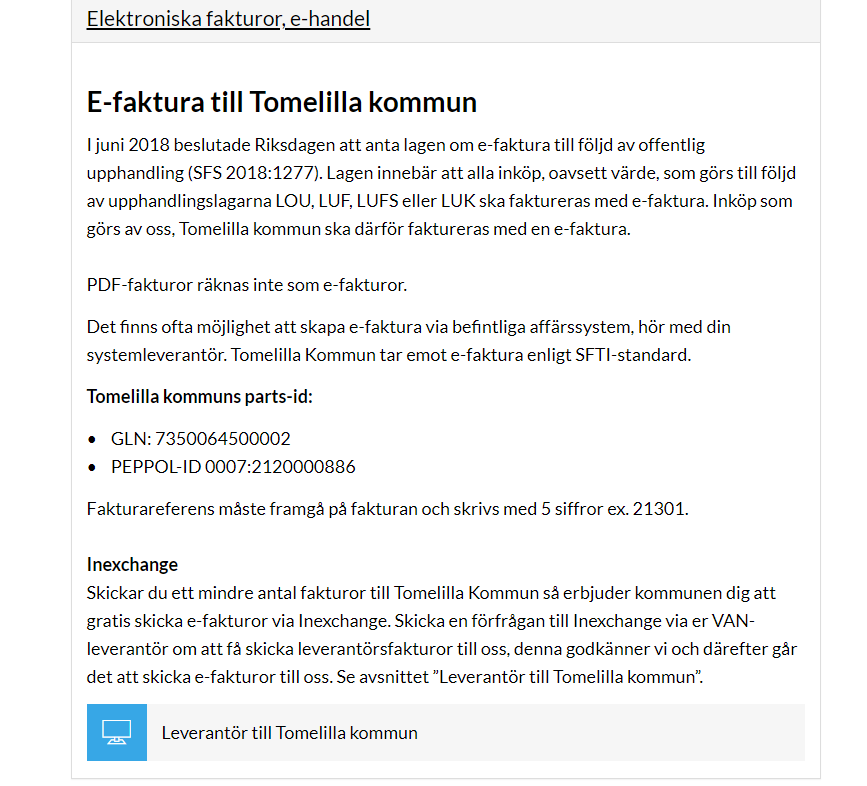 Elektroniska fakturor, e-handel
E-faktura till Tomelilla kommun
I juni 2018 beslutade Riksdagen att anta lagen om e-faktura till följd av offentlig
upphandling (SFS 2018:1277). Lagen innebär att alla inköp, oavsett värde, som görs till följd
av upphandlingslagarna LOU, LUF, LUFS eller LUK ska faktureras med e-faktura. Inköp som
görs av oss, Tomelilla kommun ska därför faktureras med en e-faktura.
PDF-fakturor räknas inte som e-fakturor.
Det finns ofta möjlighet att skapa e-faktura via befintliga affärssystem, hör med din
systemleverantör. Tomelilla Kommun tar emot e-faktura enligt SFTI-standard.
Tomelilla kommuns parts-id:
• GLN: 7350064500002
• PEPPOL-ID 0007:2120000886
Fakturareferens måste framgå på fakturan och skrivs med 5 siffror ex. 21301.
Inexchange
Skickar du ett mindre antal fakturor till Tomelilla Kommun så erbjuder kommunen dig att
gratis skicka e-fakturor via Inexchange. Skicka en förfrågan till Inexchange via er VAN-
leverantör om att få skicka leverantörsfakturor till oss, denna godkänner vi och därefter går
det att skicka e-fakturor till oss. Se avsnittet ”Leverantör till Tomelilla kommun”.
Leverantör till Tomelilla kommun